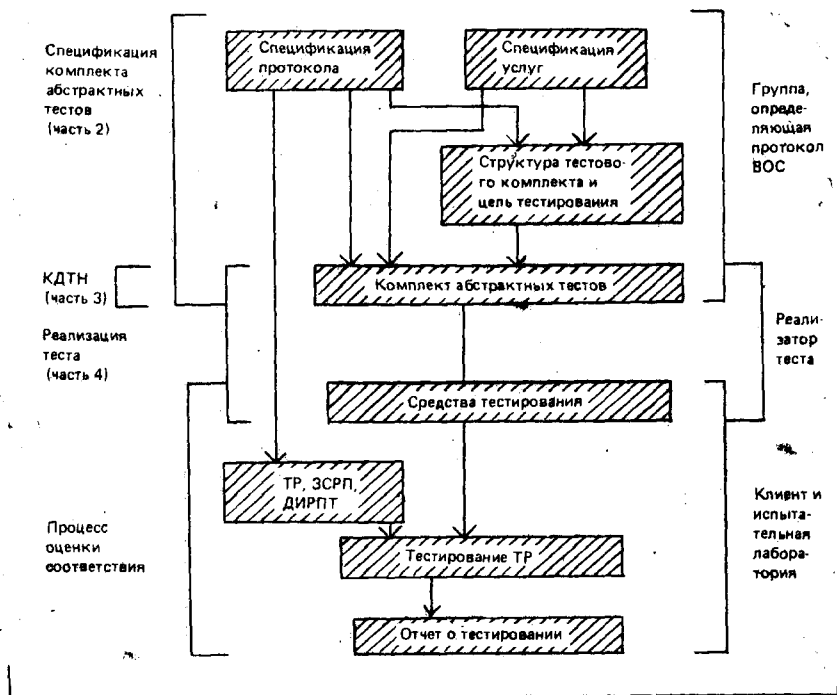 Спецификация
комплекта
абстрактных
тестов
(часть 2)
Спецификация
протокола
Спецификация
услуг
Группа,
опреде-
ляющая
протокол
ВОС
Структура тестово-
го комплекта и
цель тестирования
КДТН
(часть 3)
Комплект абстрактных тестов
Реализация
теста
(часть 4)
Реали-
затор
теста
Средства тестирования
ТР, ЗСРП,
ДИРПТ
Процесс
оценки
соответствия
Клиент и
испыта-
тельная
лабора-
тория
Тестирование ТР
Отчет о тестировании